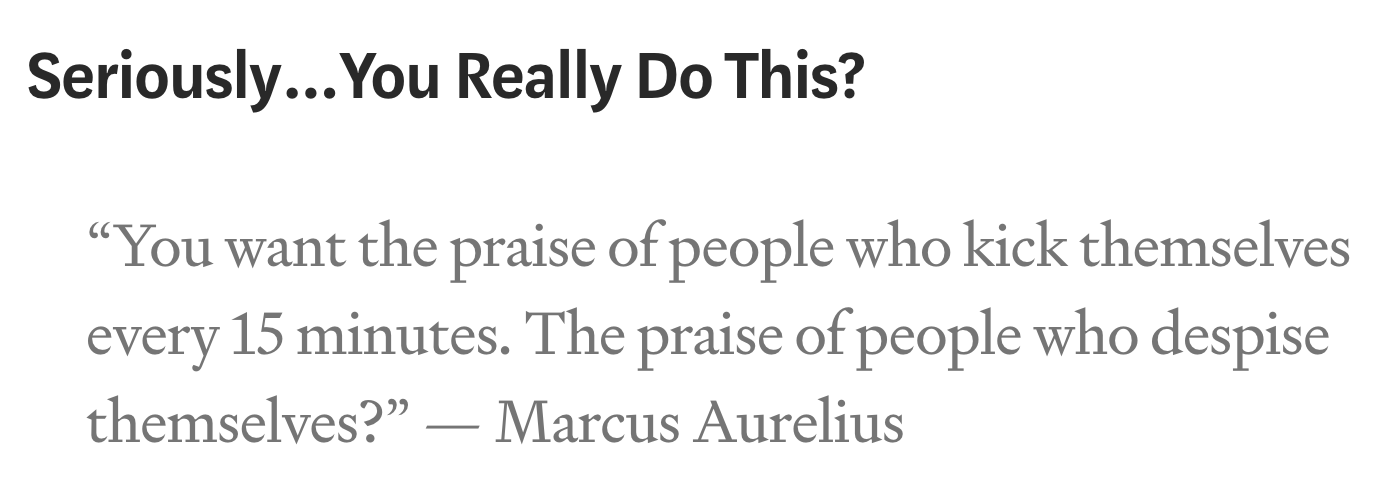 Seriously…You Really Do This?
“You want the praise of people who kick themselves
every 15 minutes. The praise of people who despise
themselves?” — Marcus Aurelius